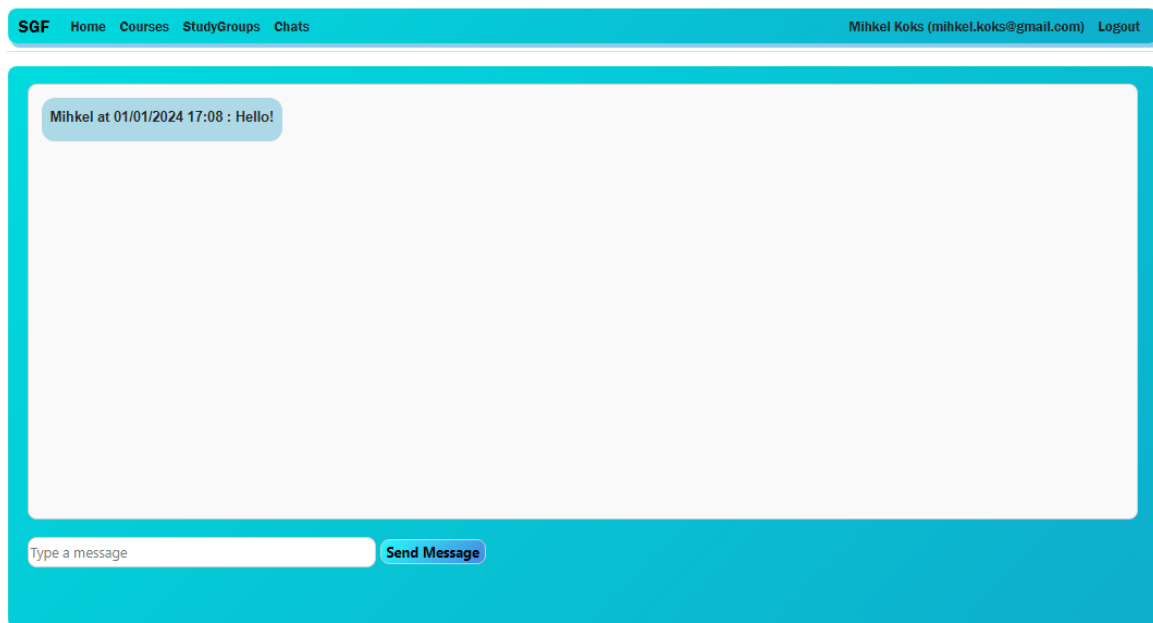 SGF Home Courses StudyGroups Chats Mihkel Koks (mihkel.koks@gmail.com) Logout
Mihkel at 01/01/2024 17:08 : Hello!
Type a message Send Message